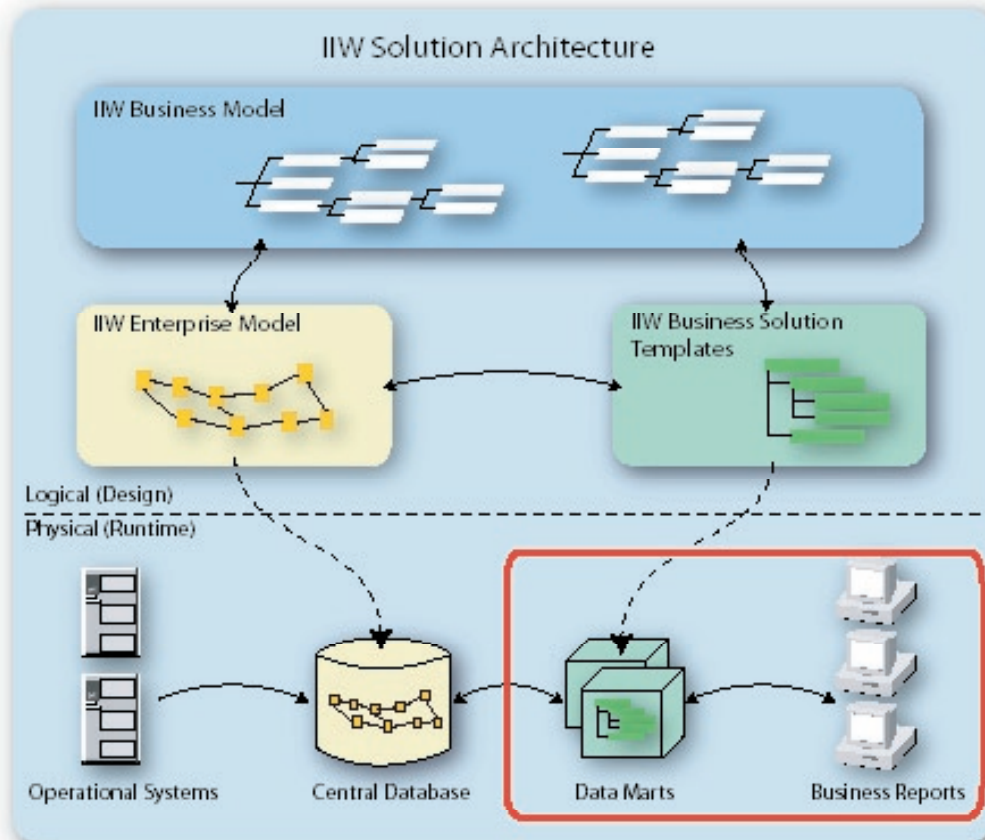 IIW Solution Architecture
IIW Business Model
IIW Enterprise Model
IIW Business Solution
Templates
Logical (Design)
Physical (Runtime)
Operational Systems
Central Database
Data Marts
Business Reports